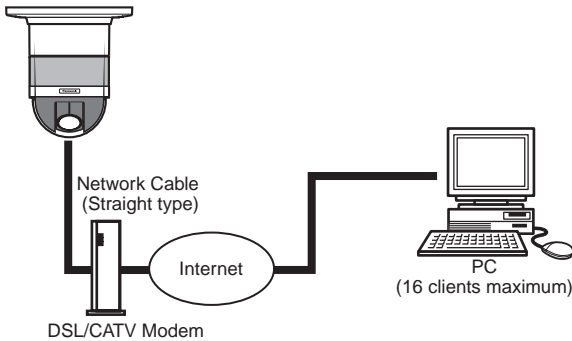 Network Cable
(Straight type)
Internet
PC
(16 clients maximum)
DSL/CATV Modem